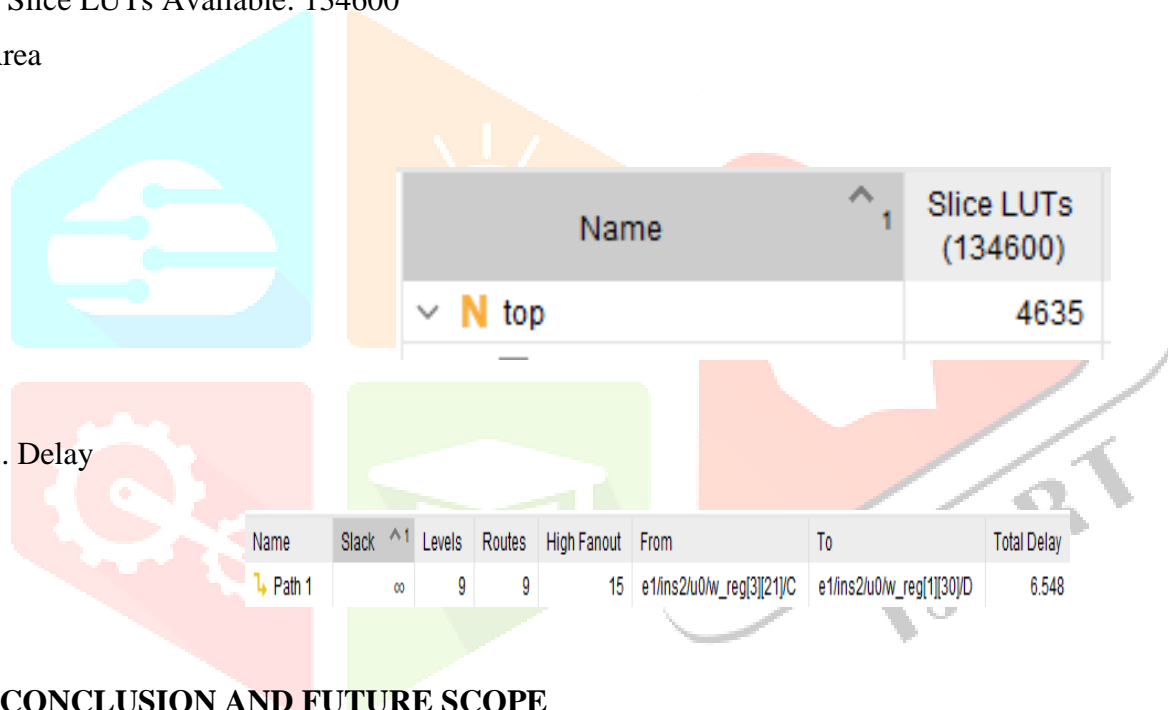 Slice LUTs Available: 134600
rea
Name ^ 1 Slice LUTs
(134600)
N top 4635
. Delay
Name Slack ^1 Levels Routes High Fanout From To Total Delay
Path 1 ∞ 9 9 15 e1/ins2/u0/w_reg[3][21]/C e1/ins2/u0/w_reg[1][30]/D 6.548
CONCLUSION AND FUTURE SCOPE